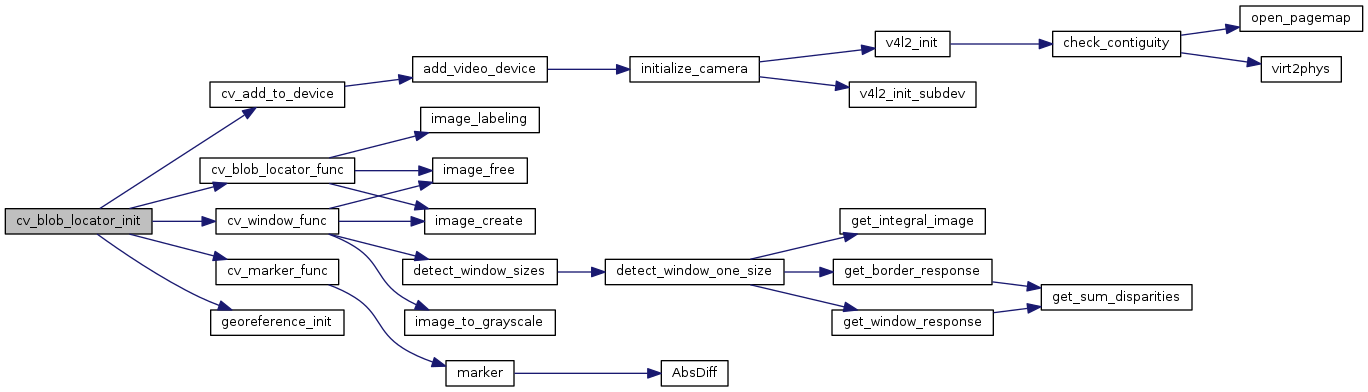 open_pagemap
v4l2_init
check_contiguity
add_video_device
initialize_camera
virt2phys
cv_add_to_device
v4l2_init_subdev
image_labeling
cv_blob_locator_func
image_free
cv_blob_locator_init
cv_window_func
image_create
get_integral_image
cv_marker_func
detect_window_sizes
detect_window_one_size
get_border_response
get_sum_disparities
georeference_init
image_to_grayscale
get_window_response
marker
AbsDiff